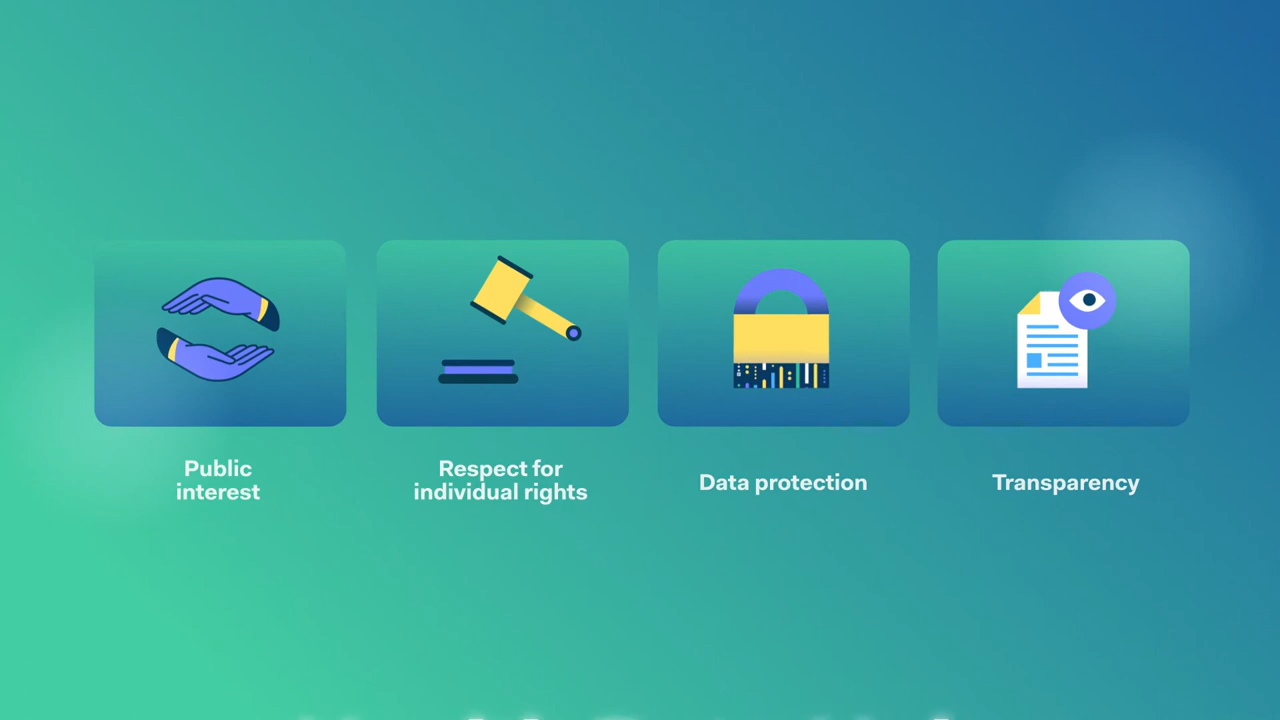 Public
interest
Respect for
individual rights
Data protection
Transparency